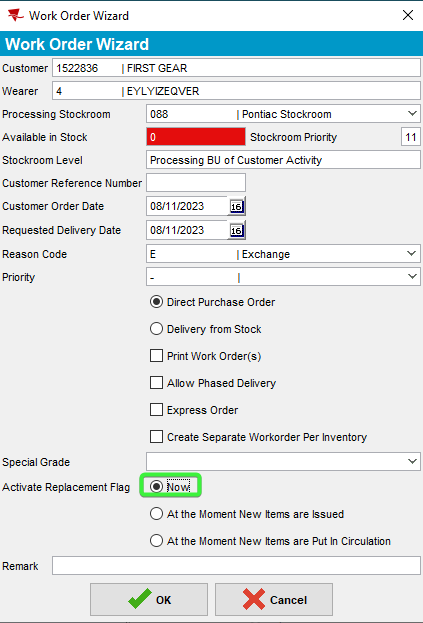 Work Order Wizard
Work Order Wizard
Customer 1522836 FIRST GEAR
Wearer 4 EYLYIZEQVER
Processing Stockroom 088 Pontiac Stockroom
Available in Stock 0 Stockroom Priority 11
Stockroom Level Processing BU of Customer Activity
Customer Reference Number
Customer Order Date 08/11/2023 16
Requested Delivery Date 08/11/2023 16
Reason Code E Exchange
Priority -
Direct Purchase Order
Delivery from Stock
Print Work Order(s)
Allow Phased Delivery
Express Order
Create Separate Workorder Per Inventory
Special Grade
Activate Replacement Flag Now
At the Moment New Items are Issued
At the Moment New Items are Put In Circulation
Remark
OK Cancel